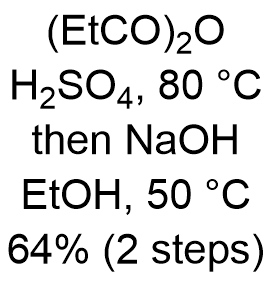 (EtCO)₂O
H₂SO₄, 80 °C
then NaOH
EtOH, 50 °C
64% (2 steps)